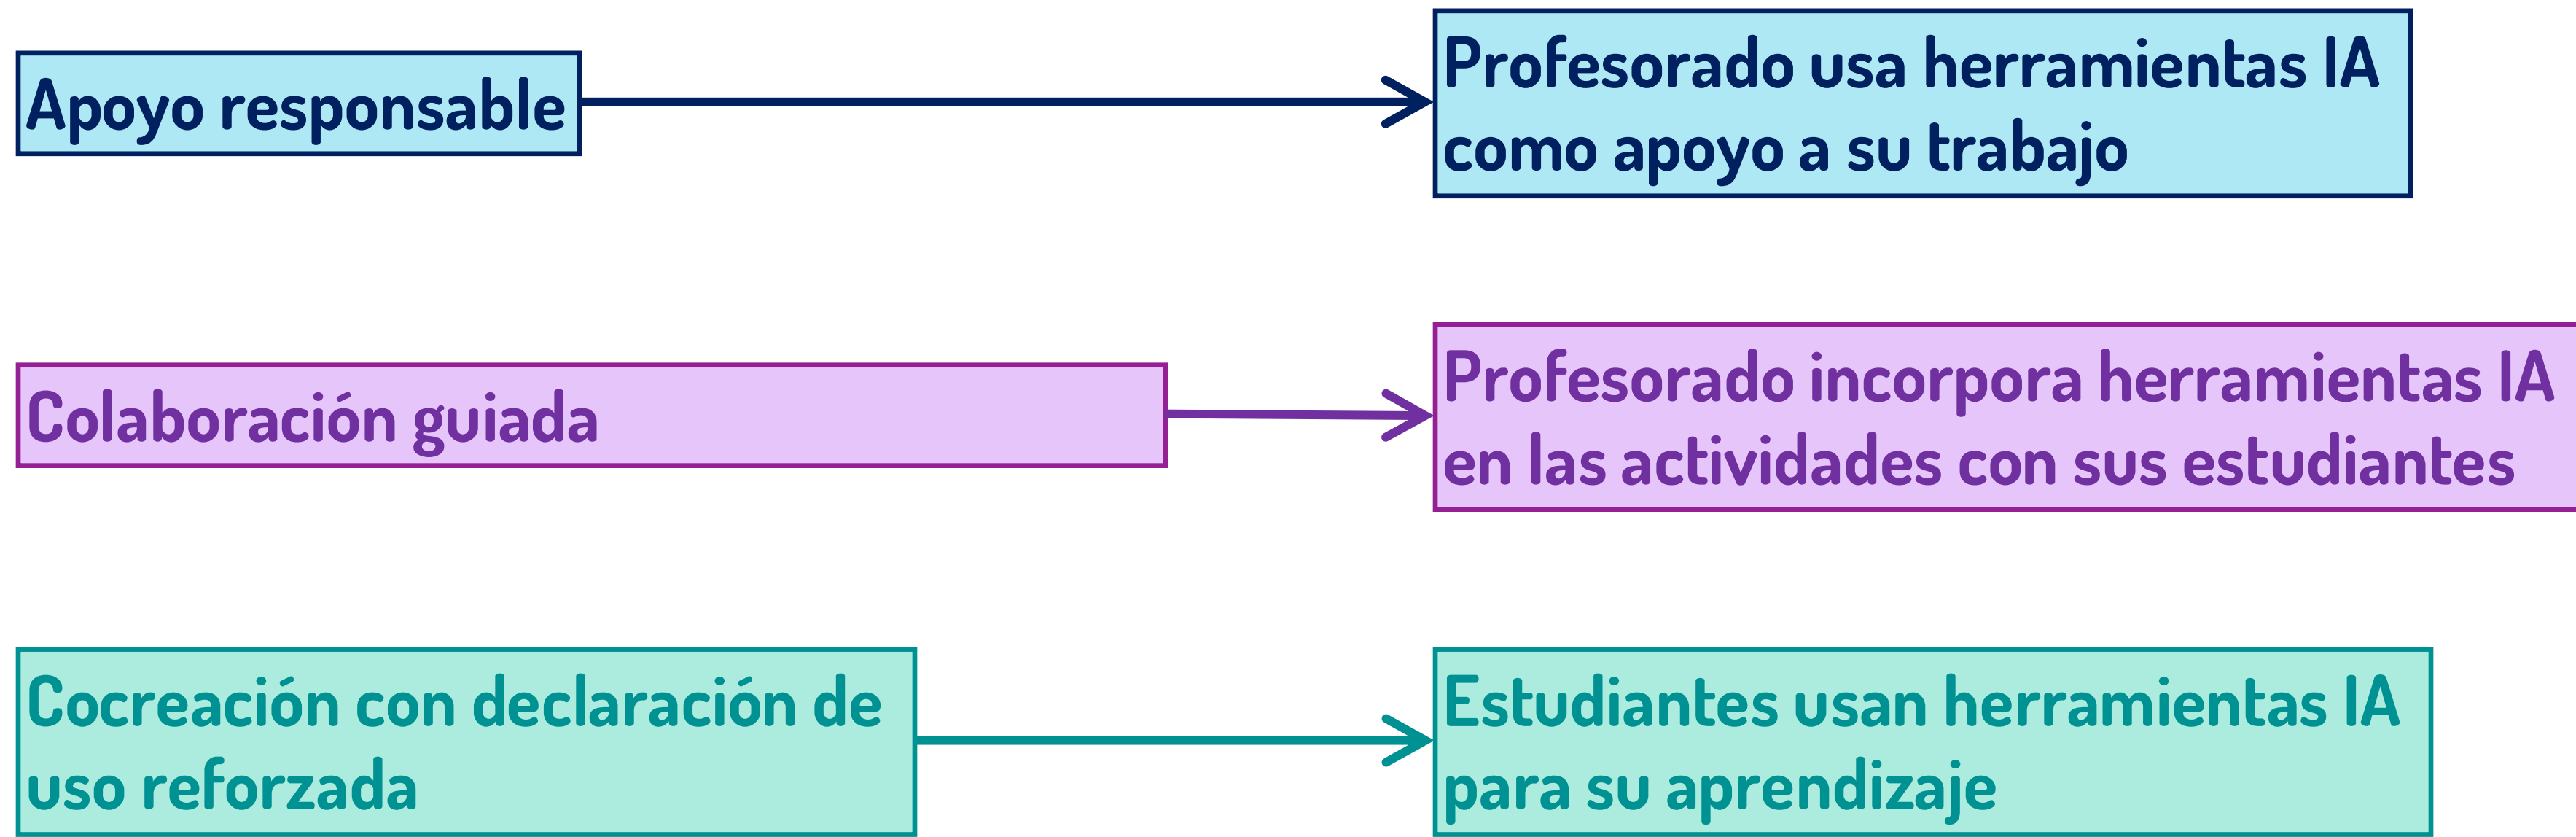 Apoyo responsable
Profesorado usa herramientas IA
como apoyo a su trabajo
Colaboración guiada
Profesorado incorpora herramientas IA
en las actividades con sus estudiantes
Cocreación con declaración de
uso reforzada
Estudiantes usan herramientas IA
para su aprendizaje